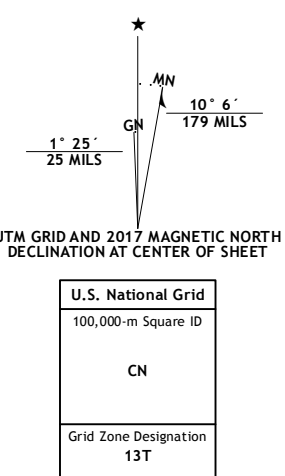 ★
MN
GN
10° 6´
179 MILS
1° 25´
25 MILS
UTM GRID AND 2017 MAGNETIC NORTH
DECLINATION AT CENTER OF SHEET
U.S. National Grid
100,000-m Square ID
CN
Grid Zone Designation
13T